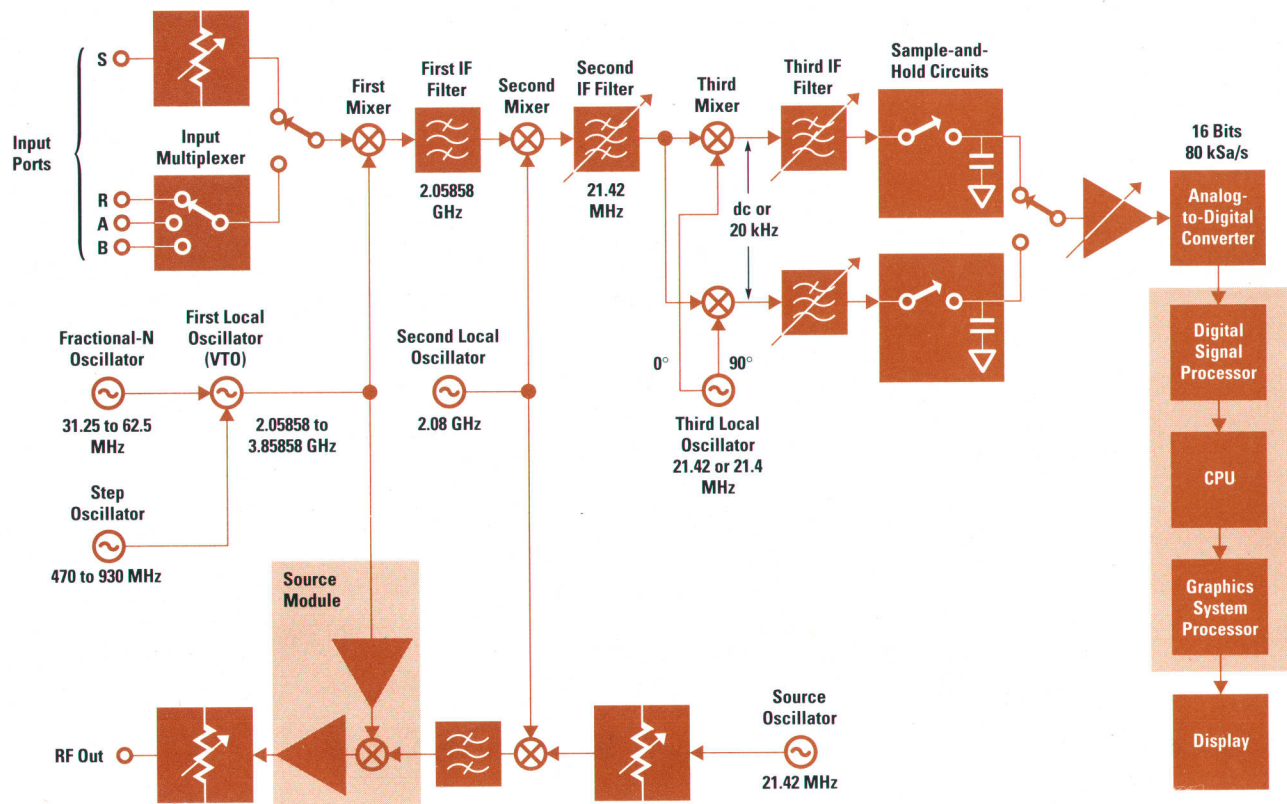 S
Input
Ports
Input
Multiplexer
R
A
B
First
Mixer
First IF
Filter
2.05858
GHz
Second
Mixer
Second
IF Filter
21.42
MHz
Third
Mixer
dc or
20 kHz
Third IF
Filter
Sample-and-
Hold Circuits
16 Bits
80 kSa/s
Analog-
to-Digital
Converter
Fractional-N
Oscillator
31.25 to 62.5
MHz
First Local
Oscillator
(VTO)
2.05858 to
3.85858 GHz
Second Local
Oscillator
2.08 GHz
0°
90°
Third Local
Oscillator
21.42 or 21.4
MHz
Step
Oscillator
470 to 930 MHz
Digital
Signal
Processor
CPU
Graphics
System
Processor
Display
Source
Module
RF Out
Source
Oscillator
21.42 MHz